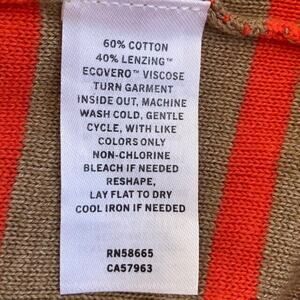 60% COTTON
40% LENZING™
ECOVERO™ VISCOSE
TURN GARMENT
INSIDE OUT, MACHINE
WASH COLD, GENTLE
CYCLE, WITH LIKE
COLORS ONLY
NON-CHLORINE
BLEACH IF NEEDED
RESHAPE,
LAY FLAT TO DRY
COOL IRON IF NEEDED
RN58665
CA57963